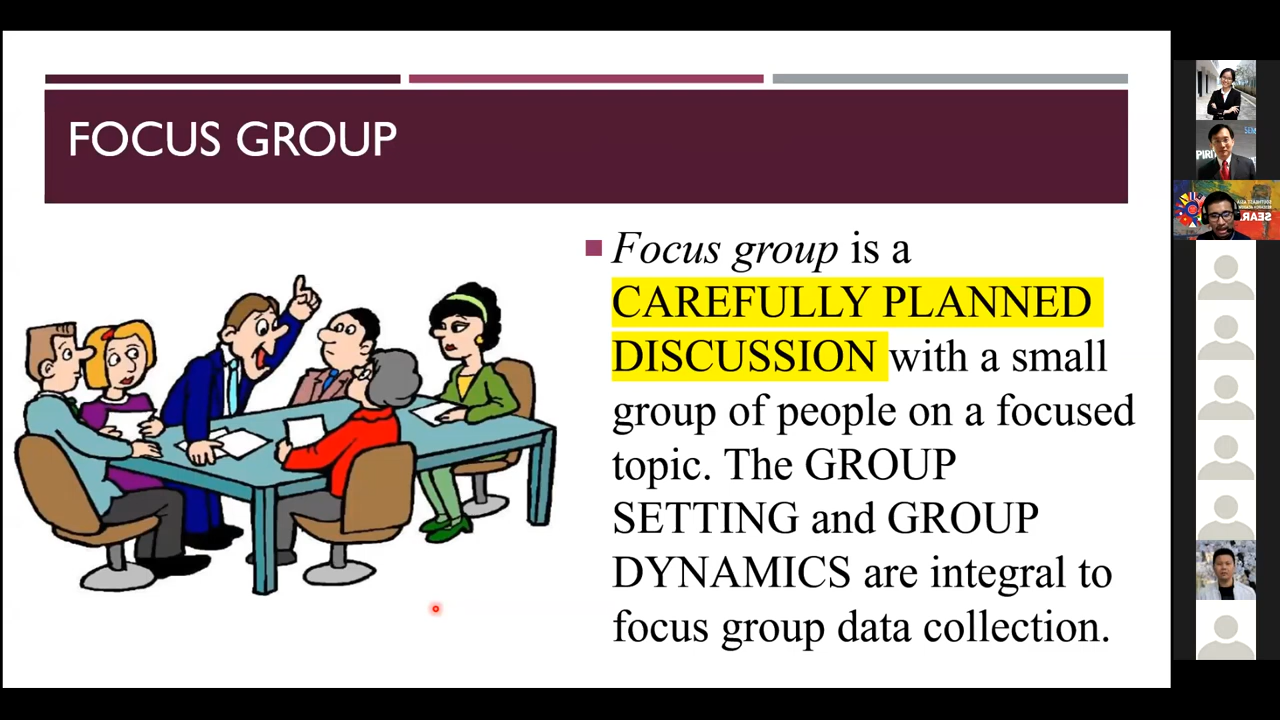 FOCUS GROUP
Focus group is a
CAREFULLY PLANNED
DISCUSSION with a small
group of people on a focused
topic. The GROUP
SETTING and GROUP
DYNAMICS are integral to
focus group data collection.